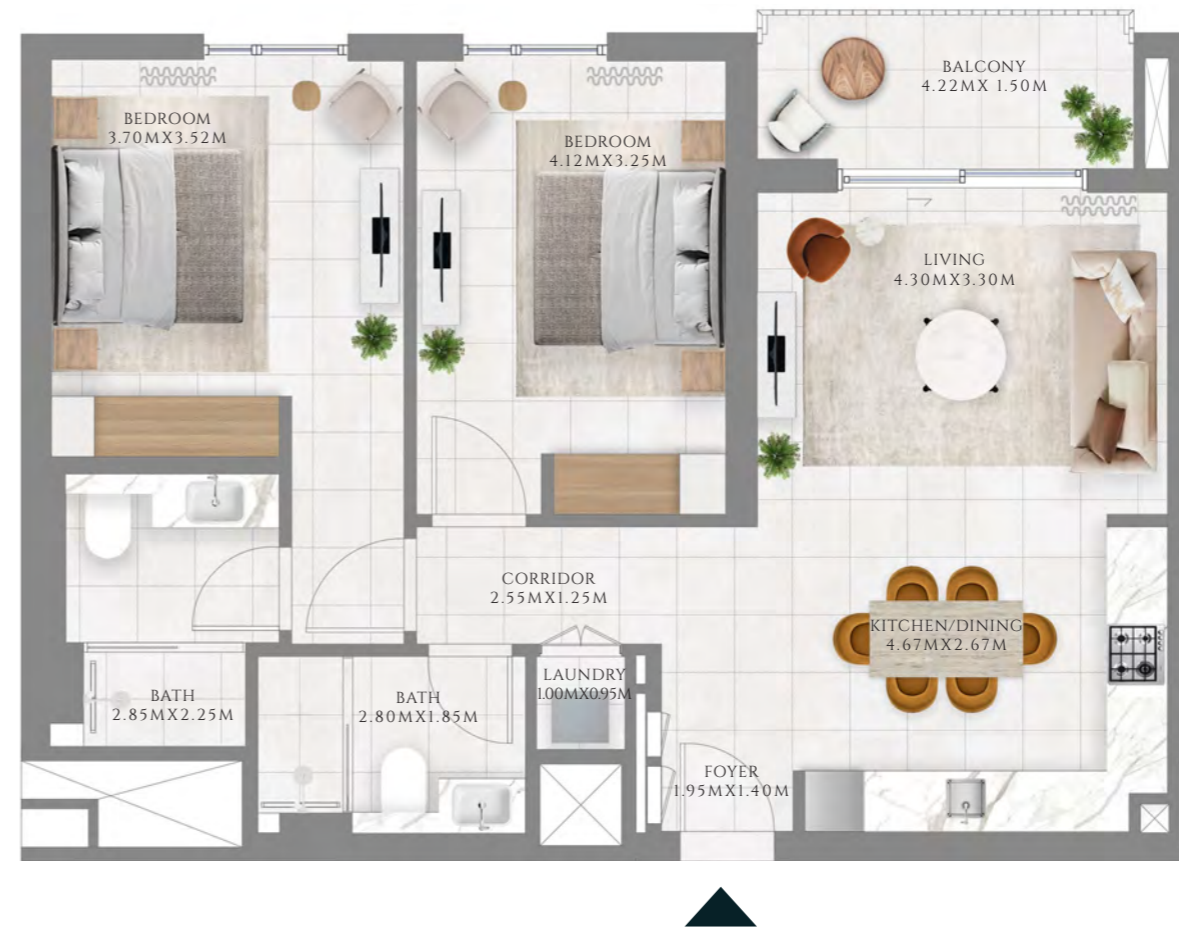 BALCONY
4.22MX 1.50M
BEDROOM
3.70MX3.52M
BEDROOM
4.12MX3.25M
LIVING
4.30MX3.30M
CORRIDOR
2.55MX1.25M
KITCHEN/DINING
4.67MX2.67M
BATH
2.85MX2.25M
BATH
2.80MX1.85M
LAUNDRY
1.00MX0.95M
FOYER
1.95MX1.40M